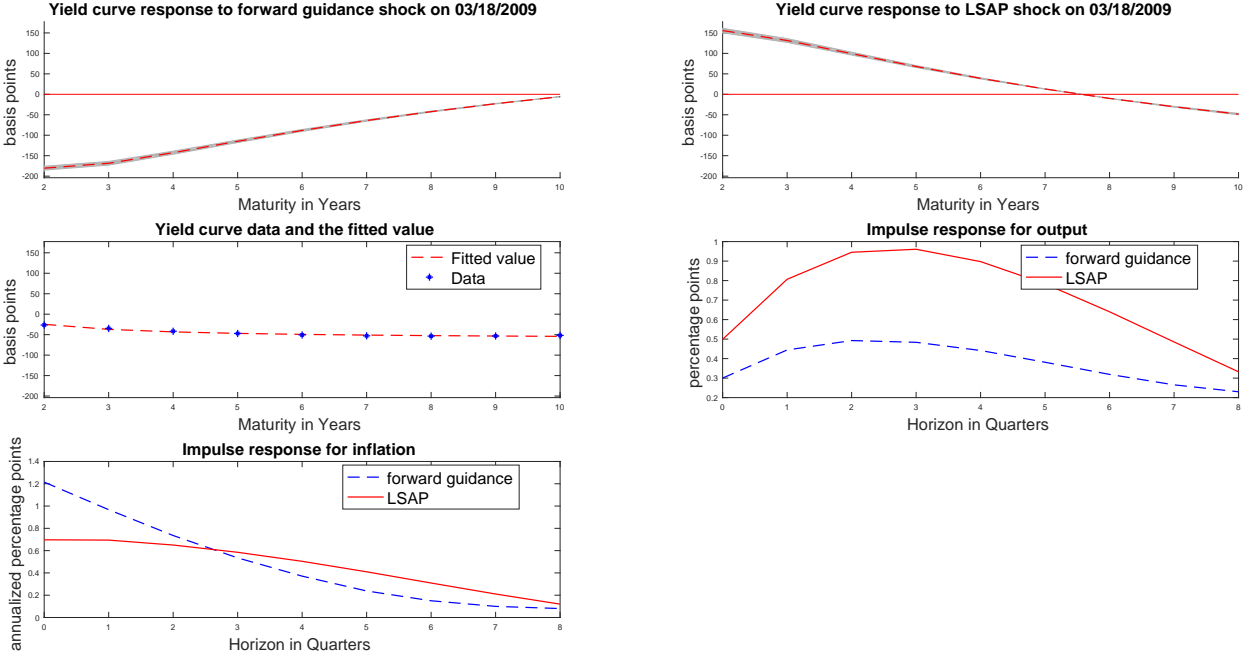 Yield curve response to forward guidance shock on 03/18/2009
basis points
150
100
50
0
-50
-100
-150
-200
2 3 4 5 6 7 8 9 10
Maturity in Years
Yield curve response to LSAP shock on 03/18/2009
basis points
150
100
50
0
-50
-100
-150
-200
2 3 4 5 6 7 8 9 10
Maturity in Years
Yield curve data and the fitted value
basis points
150
100
50
0
-50
-100
-150
-200
Fitted value
Data
2 3 4 5 6 7 8 9 10
Maturity in Years
Impulse response for output
percentage points
1
0.9
0.8
0.7
0.6
0.5
0.4
0.3
0.2
forward guidance
LSAP
0 1 2 3 4 5 6 7 8
Horizon in Quarters
Impulse response for inflation
annualized percentage points
1.4
1.2
1
0.8
0.6
0.4
0.2
0
forward guidance
LSAP
0 1 2 3 4 5 6 7 8
Horizon in Quarters